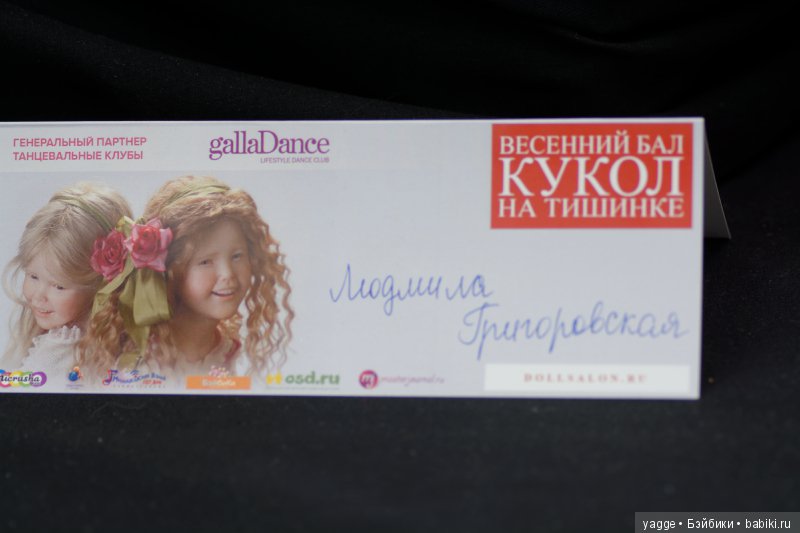 ГЕНЕРАЛЬНЫЙ ПАРТНЕР
ТАНЦЕВАЛЬНЫЕ КЛУБЫ
gallaDance
LIFESTYLE DANCE CLUB
ВЕСЕННИЙ БАЛ
КУКОЛ
НА ТИШИНКЕ
Людмила
Григоровская
osd.ru
DOLLSALON.RU
yagge • Бэйбики • babiki.ru